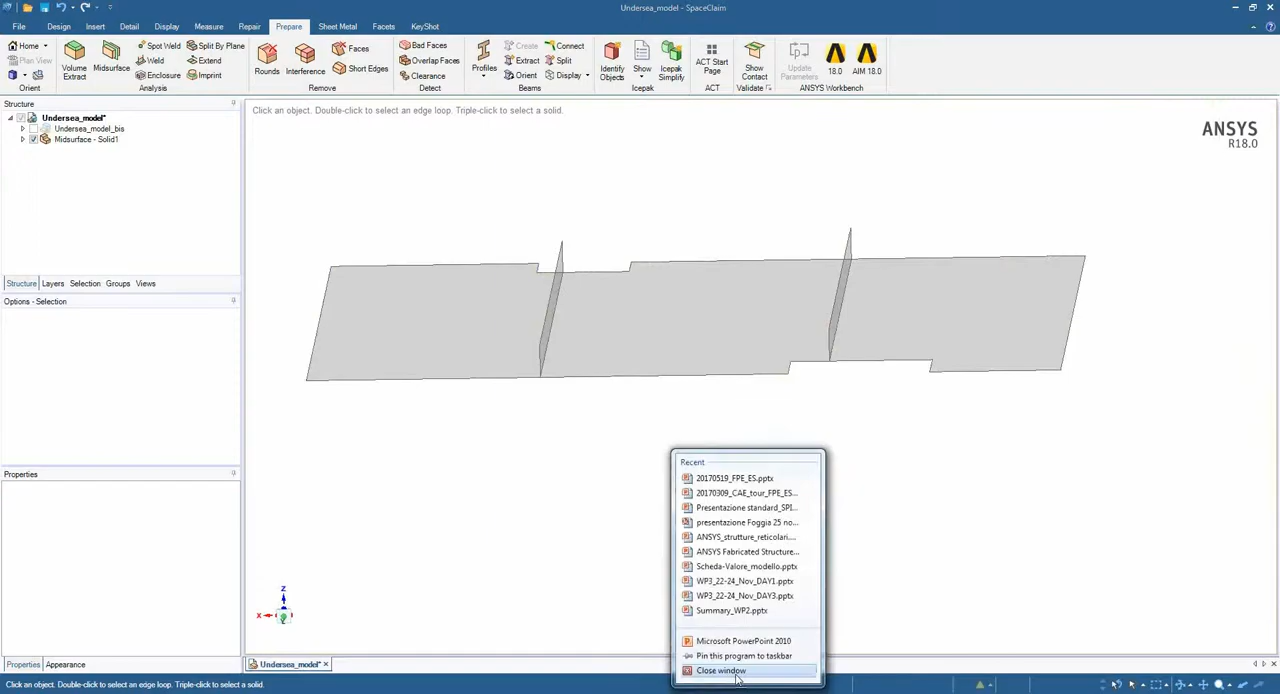 Undersea_model - SpaceClaim
File Design Insert Detail Display Measure Repair Prepare Sheet Metal Facets KeyShot
Home
Plan View
Orient
Volume Extract
Midsurface
Spot Weld
Weld
Enclosure
Split By Plane
Extend
Imprint
Analysis
Rounds
Interference
Faces
Short Edges
Remove
Bad Faces
Overlap Faces
Clearance
Detect
Profiles
Create
Extract
Orient
Connect
Split
Display
Beams
Identify Objects
Show
Icepak Simplify
Icepak
ACT Start Page
ACT
Show Contact
Validate
Update Parameters
18.0
AIM 18.0
ANSYS Workbench
Structure
Undersea_model*
Undersea_model_bis
Midsurface - Solid1
Structure Layers Selection Groups Views
Options - Selection
Properties
Properties Appearance
Click an object. Double-click to select an edge loop. Triple-click to select a solid.
ANSYS
R18.0
Z
X
Recent
20170519_FPE_ES.pptx
20170309_CAE_tour_FPE_ES...
Presentazione standard_SPI...
presentazione Foggia 25 no...
ANSYS_strutture_reticolari....
ANSYS Fabricated Structure...
Scheda-Valore_modello.pptx
WP3_22-24_Nov_DAY1.pptx
WP3_22-24_Nov_DAY3.pptx
Summary_WP2.pptx
Microsoft PowerPoint 2010
Pin this program to taskbar
Close window
Undersea_model*
Click an object. Double-click to select an edge loop. Triple-click to select a solid.